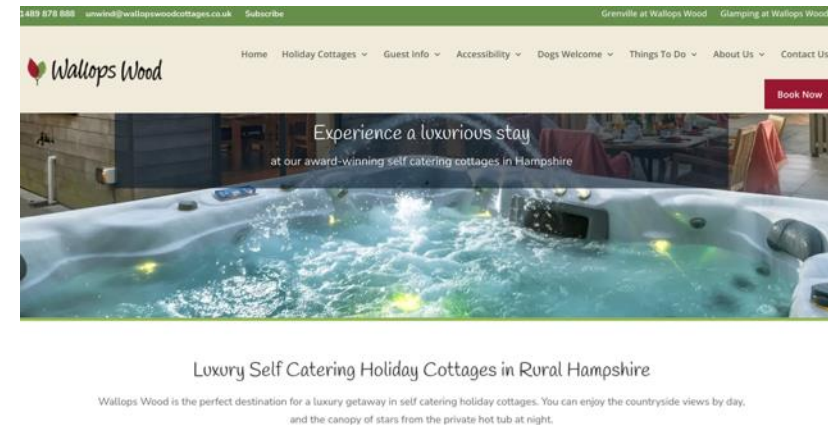 1489 878 888 unwind@wallopswoodcottages.co.uk Subscribe Grenville at Wallops Wood Glamping at Wallops Wood
Wallops Wood
Home Holiday Cottages Guest Info Accessibility Dogs Welcome Things To Do About Us Contact Us
Book Now
Experience a luxurious stay
at our award-winning self catering cottages in Hampshire
Luxury Self Catering Holiday Cottages in Rural Hampshire
Wallops Wood is the perfect destination for a luxury getaway in self catering holiday cottages. You can enjoy the countryside views by day,
and the canopy of stars from the private hot tub at night.